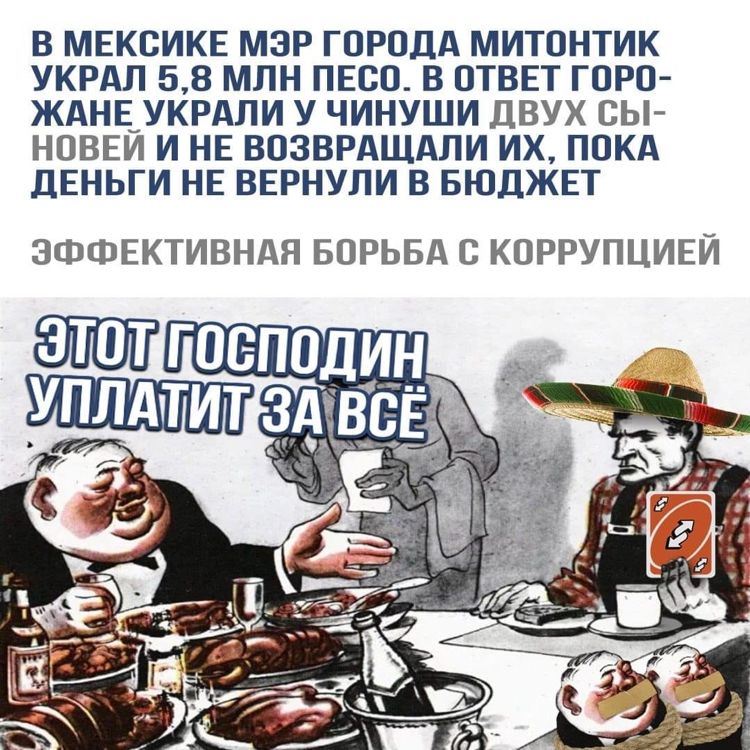 В МЕКСИКЕ МЭР ГОРОДА МИТОНТИК
УКРАЛ 5,8 МЛН ПЕСО. В ОТВЕТ ГОРО-
ЖАНЕ УКРАЛИ У ЧИНУШИ ДВУХ СЫ-
НОВЕЙ И НЕ ВОЗВРАЩАЛИ ИХ, ПОКА
ДЕНЬГИ НЕ ВЕРНУЛИ В БЮДЖЕТ
ЭФФЕКТИВНАЯ БОРЬБА С КОРРУПЦИЕЙ
ЭТОТ ГОСПОДИН
УПЛАТИТ ЗА ВСЁ